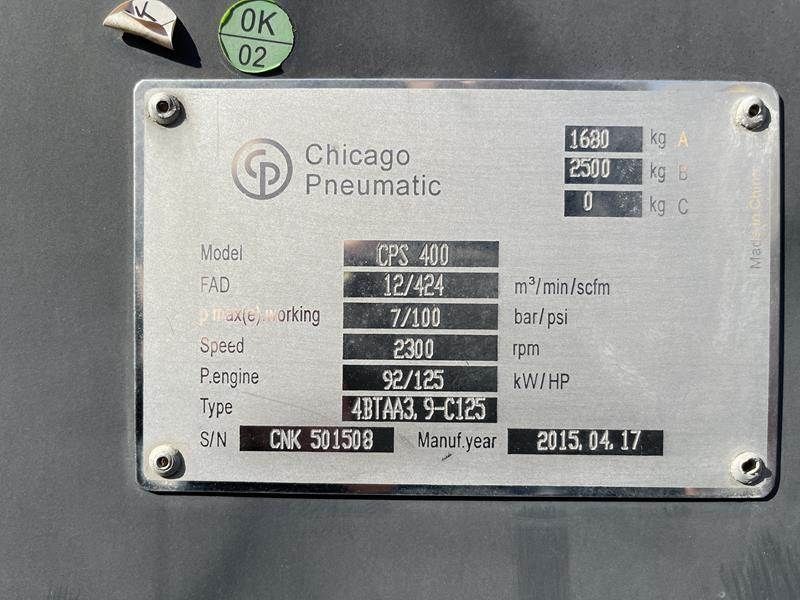 OK
02
CP Chicago
Pneumatic
1680 kg A
2500 kg B
0 kg C
Made in China
Model CPS 400
FAD 12/424 m³/min/scfm
p max(e).working 7/100 bar/psi
Speed 2300 rpm
P.engine 92/125 kW/HP
Type 4BTAA3.9-C125
S/N CNK 501508 Manuf.year 2015.04.17